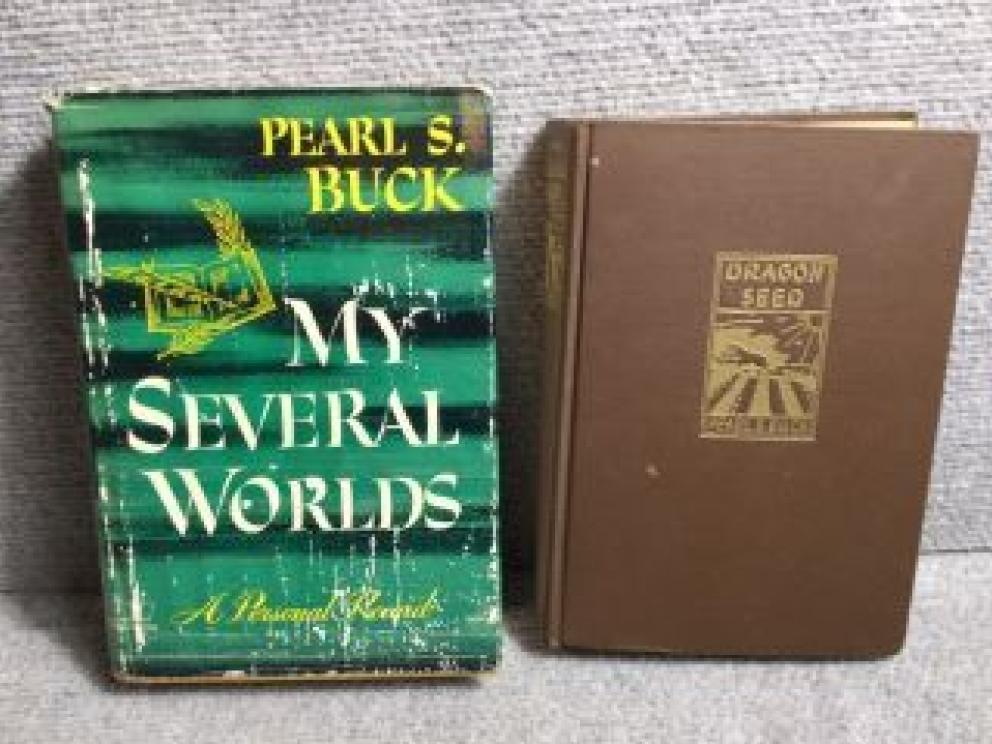 PEARL S.
BUCK
MY
SEVERAL
WORLDS
A Personal Record
DRAGON
SEED